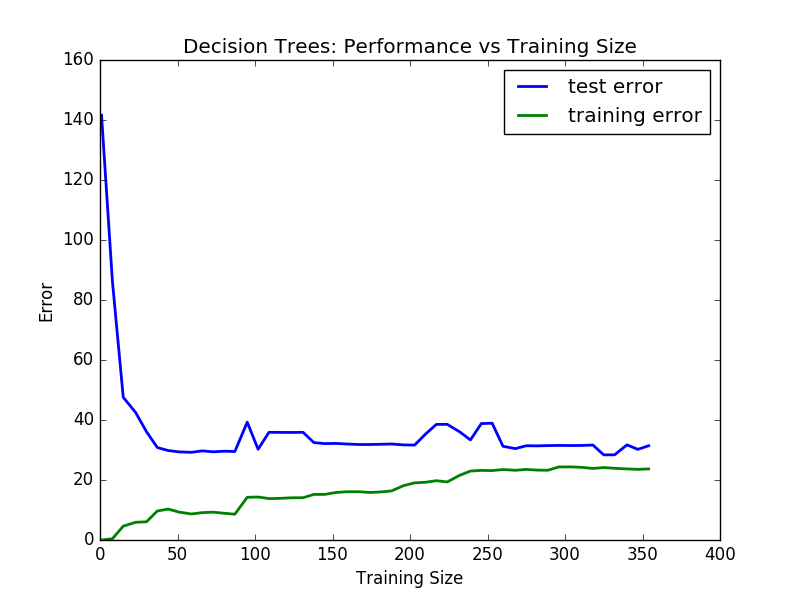 Decision Trees: Performance vs Training Size
160
140
120
100
80
60
40
20
0
Error
test error
training error
0 50 100 150 200 250 300 350 400
Training Size